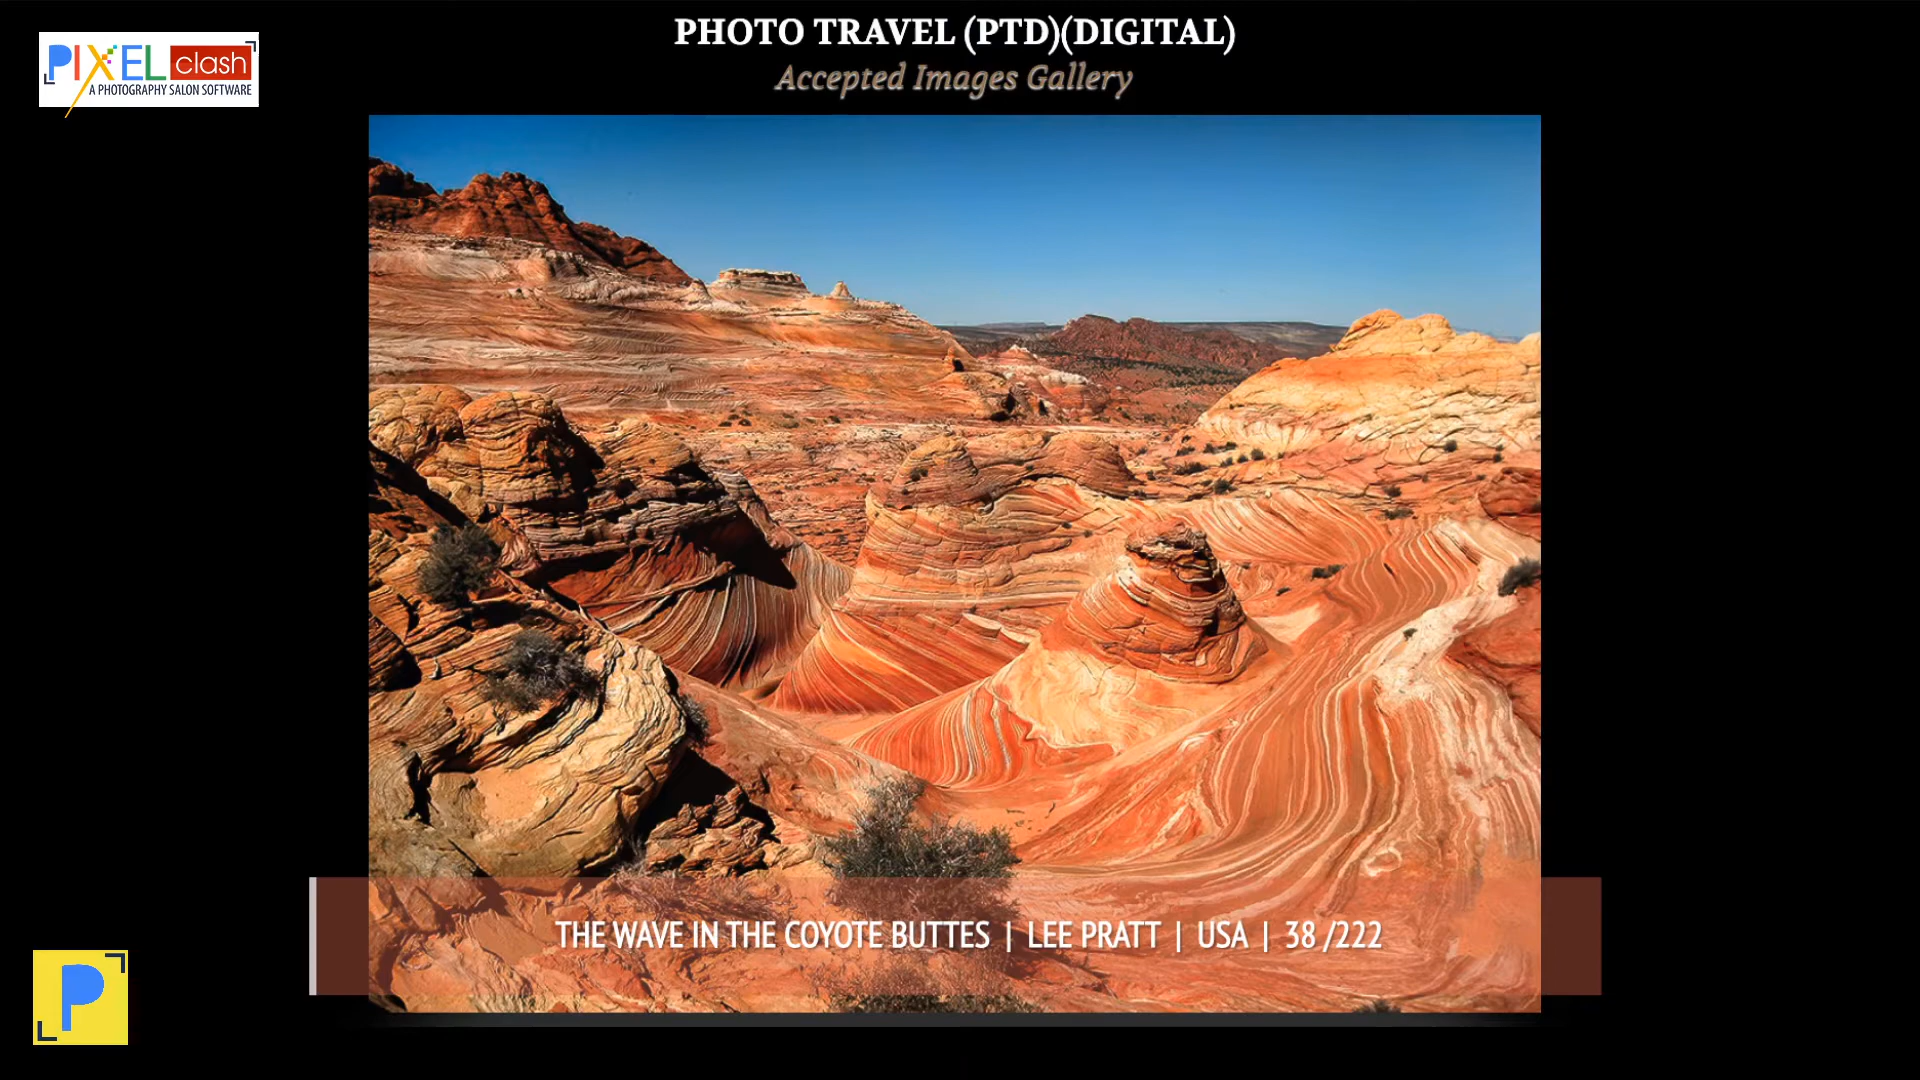 PHOTO TRAVEL (PTD)(DIGITAL)
Accepted Images Gallery
PIXEL clash
A PHOTOGRAPHY SALON SOFTWARE
THE WAVE IN THE COYOTE BUTTES | LEE PRATT | USA | 38 /222
P